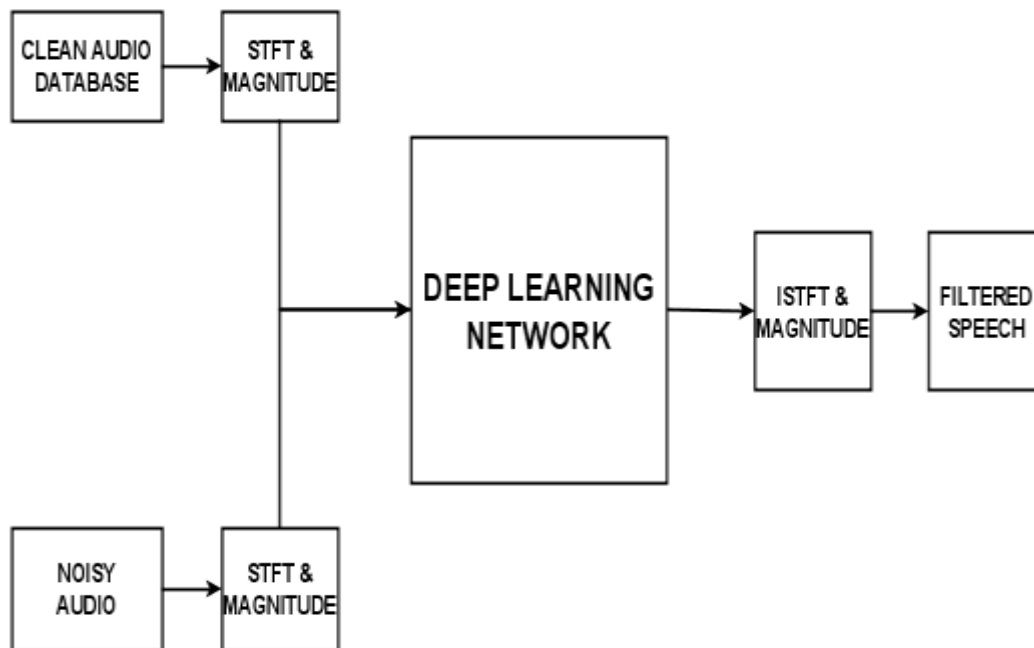 CLEAN AUDIO
DATABASE
STFT &
MAGNITUDE
DEEP LEARNING
NETWORK
ISTFT &
MAGNITUDE
FILTERED
SPEECH
NOISY
AUDIO
STFT &
MAGNITUDE